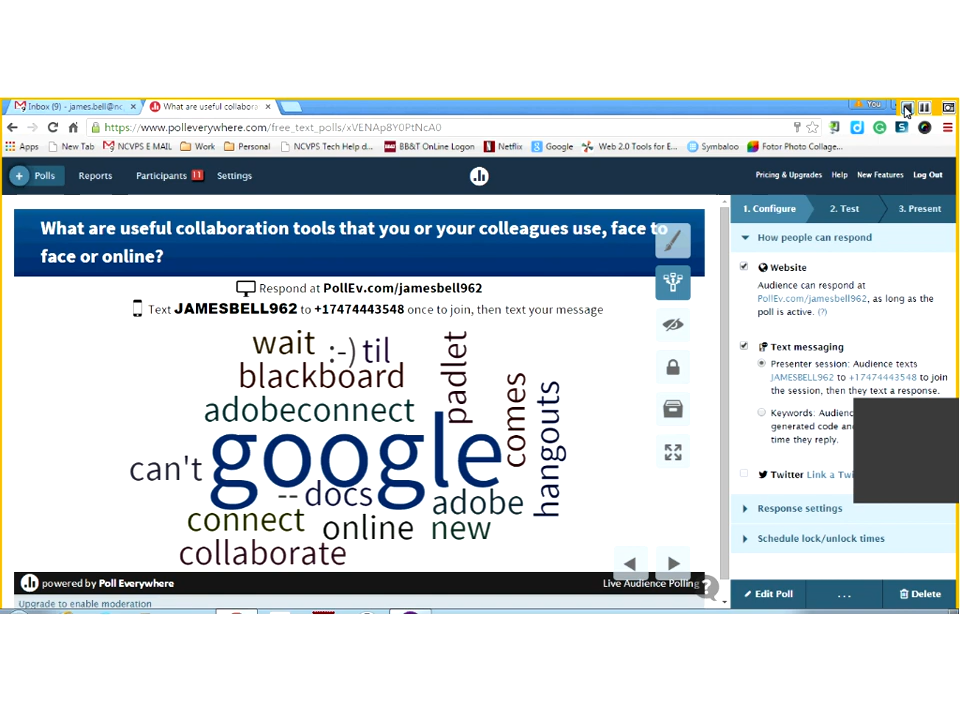 Inbox (9) - james.bell@nc
What are useful collabora
You
https://www.polleverywhere.com/free_text_polls/xVENAp8Y0PtNcA0
Apps
New Tab
NCVPS E MAIL
Work
Personal
NCVPS Tech Help d...
BB&T OnLine Logon
Netflix
Google
Web 2.0 Tools for E...
Symbaloo
Fotor Photo Collage...
Polls
Reports
Participants 11
Settings
Pricing & Upgrades
Help
New Features
Log Out
What are useful collaboration tools that you or your colleagues use, face to
face or online?
Respond at PollEv.com/jamesbell962
Text JAMESBELL962 to +17474443548 once to join, then text your message
wait
:-)
til
padlet
blackboard
comes
hangouts
adobeconnect
google
can't
--
docs
adobe
connect
online
new
collaborate
powered by Poll Everywhere
Live Audience Polling
?
Upgrade to enable moderation
1. Configure
2. Test
3. Present
How people can respond
Website
Audience can respond at
PollEv.com/jamesbell962, as long as the
poll is active. (?)
Text messaging
Presenter session: Audience texts
JAMESBELL962 to +17474443548 to join
the session, then they text a response.
Keywords: Audienc
generated code an
time they reply.
Twitter Link a Twi
Response settings
Schedule lock/unlock times
Edit Poll
...
Delete